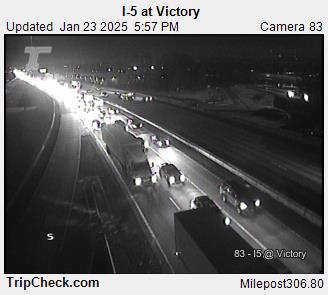 I-5 at Victory
Updated  Jan 23 2025  5:57 PM
Camera 83
T
S
83 - I5 @ Victory
TripCheck.com
Milepost306.80